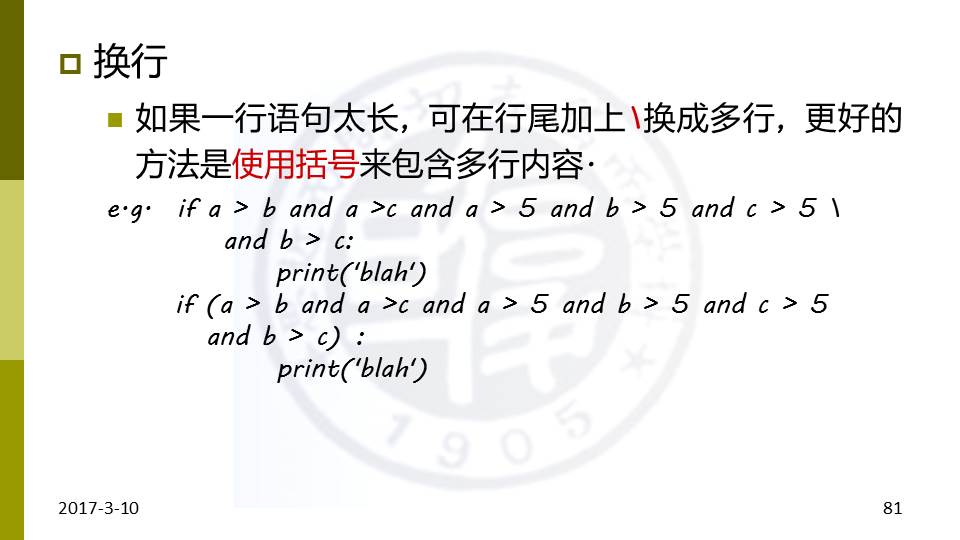 换行
如果一行语句太长，可在行尾加上\换成多行，更好的
方法是使用括号来包含多行内容.
e.g. if a > b and a >c and a > 5 and b > 5 and c > 5 \
and b > c:
print('blah')
if (a > b and a >c and a > 5 and b > 5 and c > 5
and b > c) :
print('blah')
1905
2017-3-10
81